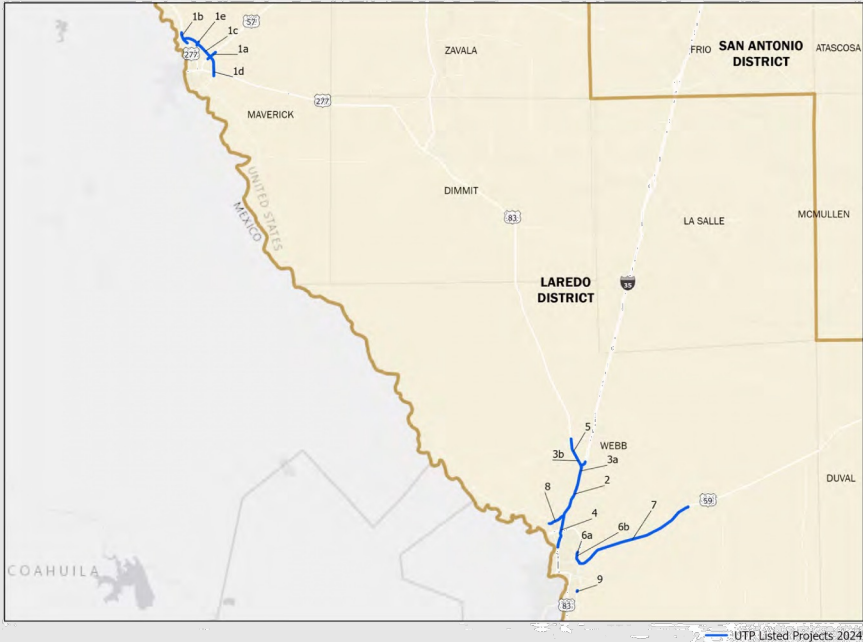 1b
1e
57
1c
277
1a
ZAVALA
FRIO
SAN ANTONIO
DISTRICT
ATASCOSA
1d
277
MAVERICK
UNITED STATES
MEXICO
DIMMIT
83
LA SALLE
MCMULLEN
LAREDO
DISTRICT
35
5
WEBB
3b
3a
2
8
DUVAL
59
7
4
6b
6a
COAHUILA
9
83
UTP Listed Projects 2024